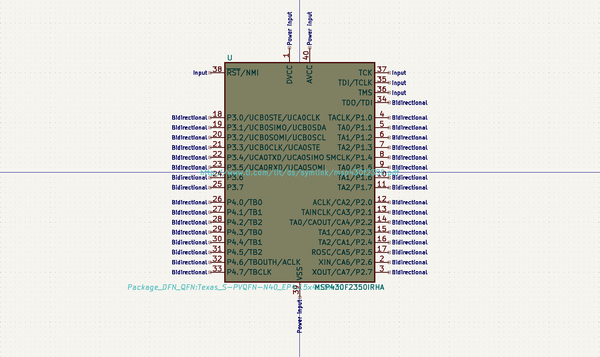 Power Input
Power Input
1
40
U
DVCC
AVCC
Input 38 RST/NMI
TCK 37 Input
TDI/TCLK 35 Input
TMS 36 Input
TDO/TDI 34 Bidirectional
Bidirectional 18 P3.0/UCB0STE/UCA0CLK TACLK/P1.0 4 Bidirectional
Bidirectional 19 P3.1/UCB0SIMO/UCB0SDA TA0/P1.1 5 Bidirectional
Bidirectional 20 P3.2/UCB0SOMI/UCB0SCL TA1/P1.2 6 Bidirectional
Bidirectional 21 P3.3/UCB0CLK/UCA0STE TA2/P1.3 7 Bidirectional
Bidirectional 22 P3.4/UCA0TXD/UCA0SIMO SMCLK/P1.4 8 Bidirectional
Bidirectional 23 P3.5/UCA0RXD/UCA0SOMI TA0/P1.5 9 Bidirectional
Bidirectional 24 P3.6 TA1/P1.6 10 Bidirectional
Bidirectional 25 P3.7 TA2/P1.7 11 Bidirectional
Bidirectional 26 P4.0/TB0 ACLK/CA2/P2.0 12 Bidirectional
Bidirectional 27 P4.1/TB1 TAINCLK/CA3/P2.1 13 Bidirectional
Bidirectional 28 P4.2/TB2 TA0/CAOUT/CA4/P2.2 14 Bidirectional
Bidirectional 29 P4.3/TB0 TA1/CA0/P2.3 15 Bidirectional
Bidirectional 30 P4.4/TB1 TA2/CA1/P2.4 16 Bidirectional
Bidirectional 31 P4.5/TB2 ROSC/CA5/P2.5 17 Bidirectional
Bidirectional 32 P4.6/TBOUTH/ACLK XIN/CA6/P2.6 2 Bidirectional
Bidirectional 33 P4.7/TBCLK XOUT/CA7/P2.7 3 Bidirectional
VSS
39
MSP430F2350IRHA
Power Input